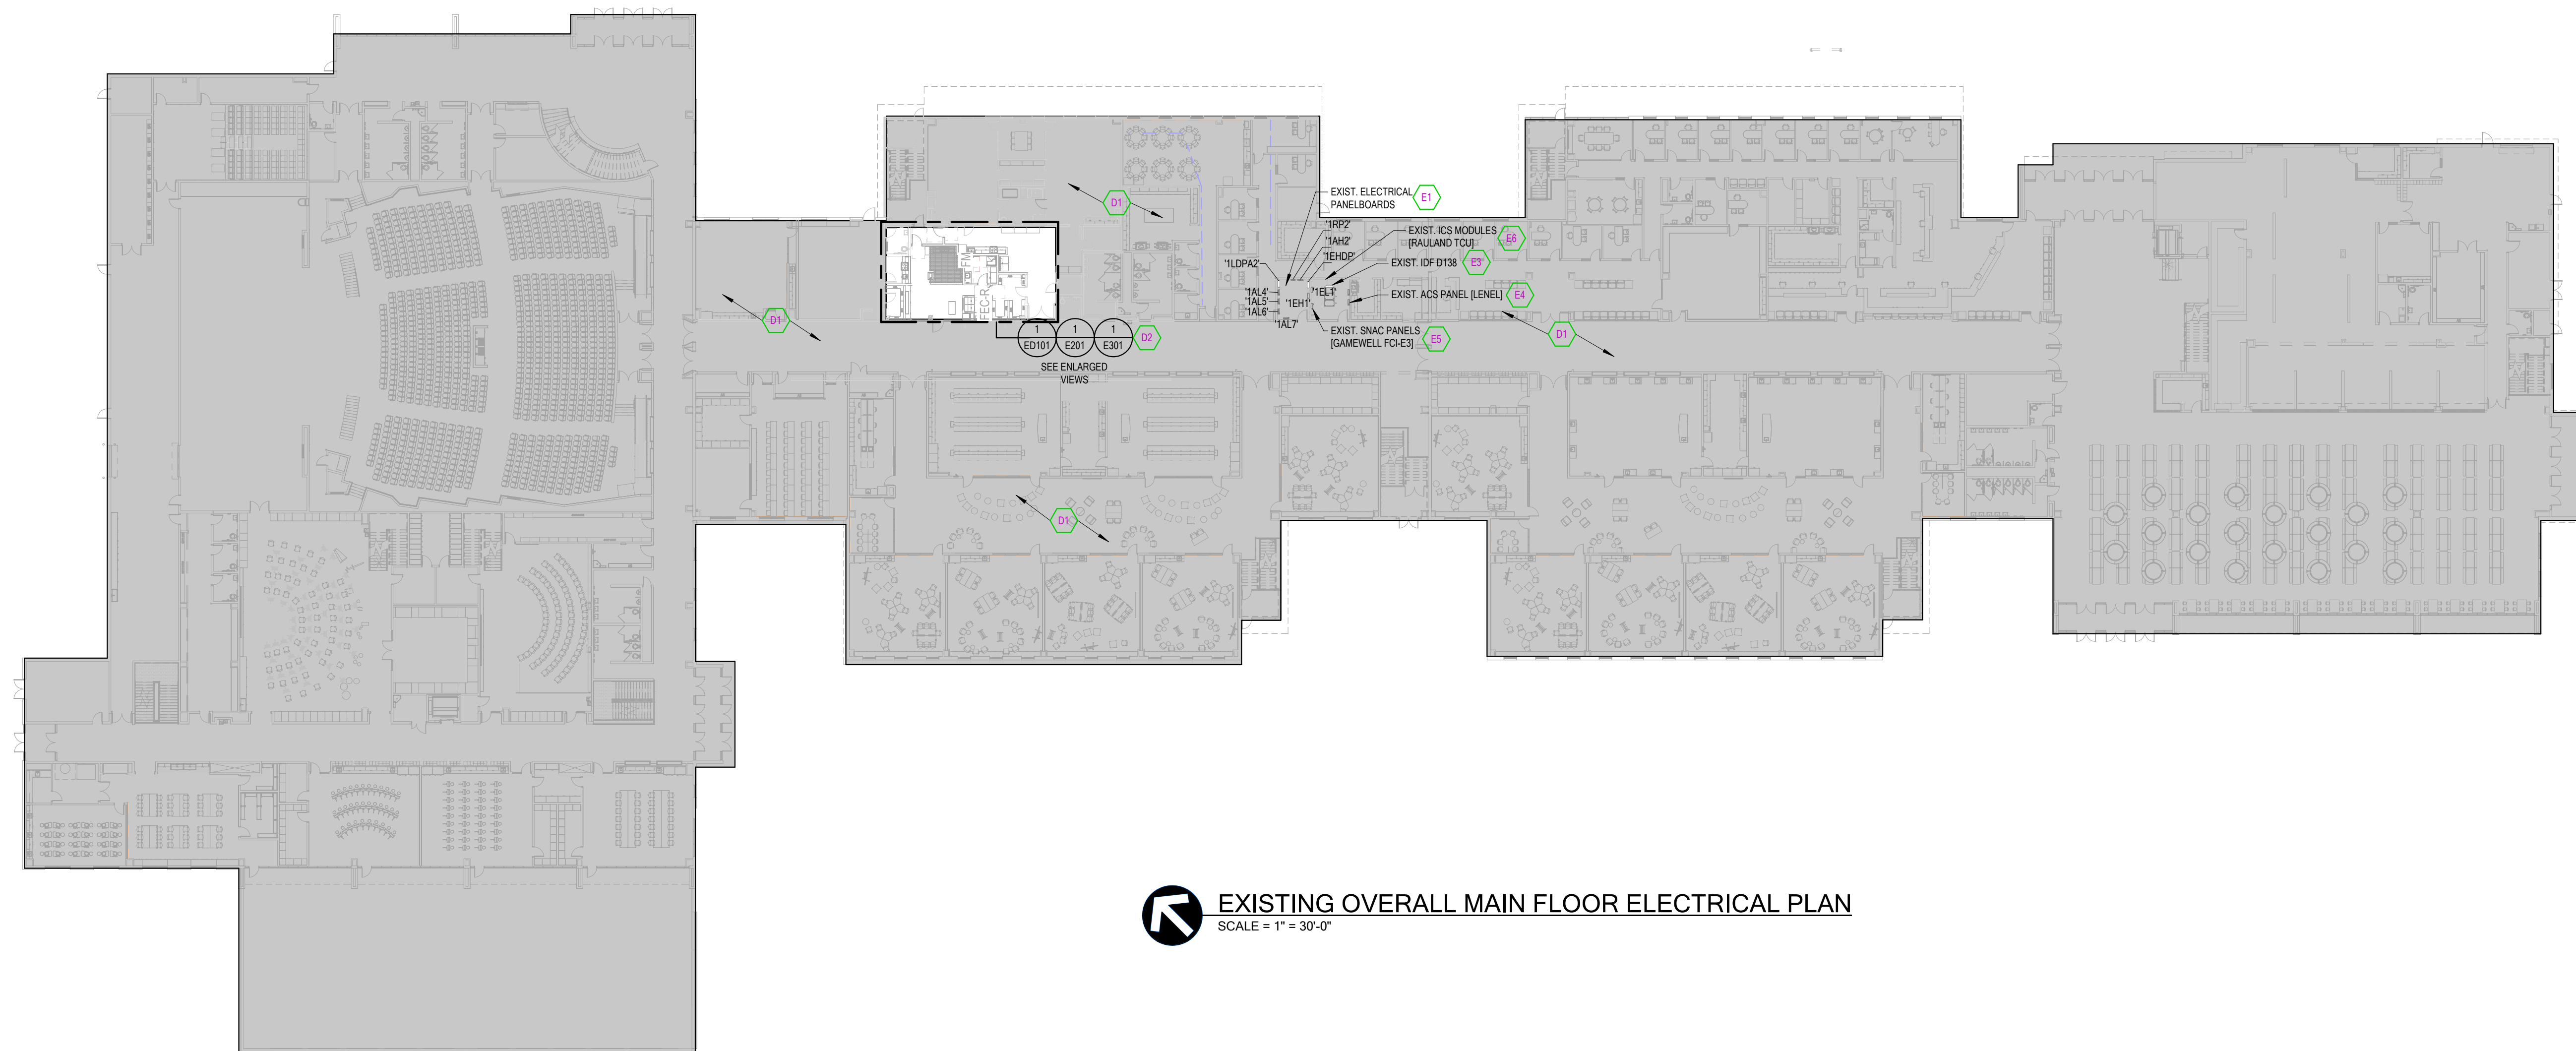 EXIST. ELECTRICAL
PANELBOARDS
E1
D1
'1RP2'
'1AH2'
'1EHDP'
EXIST. ICS MODULES
[RAULAND TCU]
E6
'1LDPA2'
EXIST. IDF D138
E3
'1AL4'
'1AL5'
'1AL6'
'1AL7'
'1EH1'
'1EL1'
EXIST. ACS PANEL [LENEL]
E4
EXIST. SNAC PANELS
[GAMEWELL FCI-E3]
E5
D1
D1
1
ED101
1
E201
1
E301
D2
SEE ENLARGED
VIEWS
D1
EXISTING OVERALL MAIN FLOOR ELECTRICAL PLAN
SCALE = 1" = 30'-0"